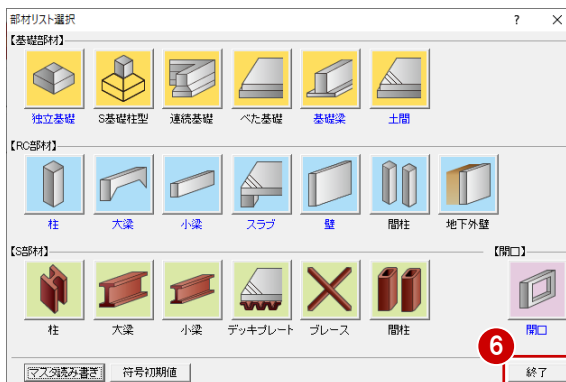 部材リスト選択 ? ×
【基礎部材】
独立基礎 S基礎柱型 連続基礎 べた基礎 基礎梁 土間
【RC部材】
柱 大梁 小梁 スラブ 壁 間柱 地下外壁
【S部材】 【開口】
柱 大梁 小梁 デッキプレート ブレース 間柱 開口
6
マスタ読み書き 符号初期値 終了